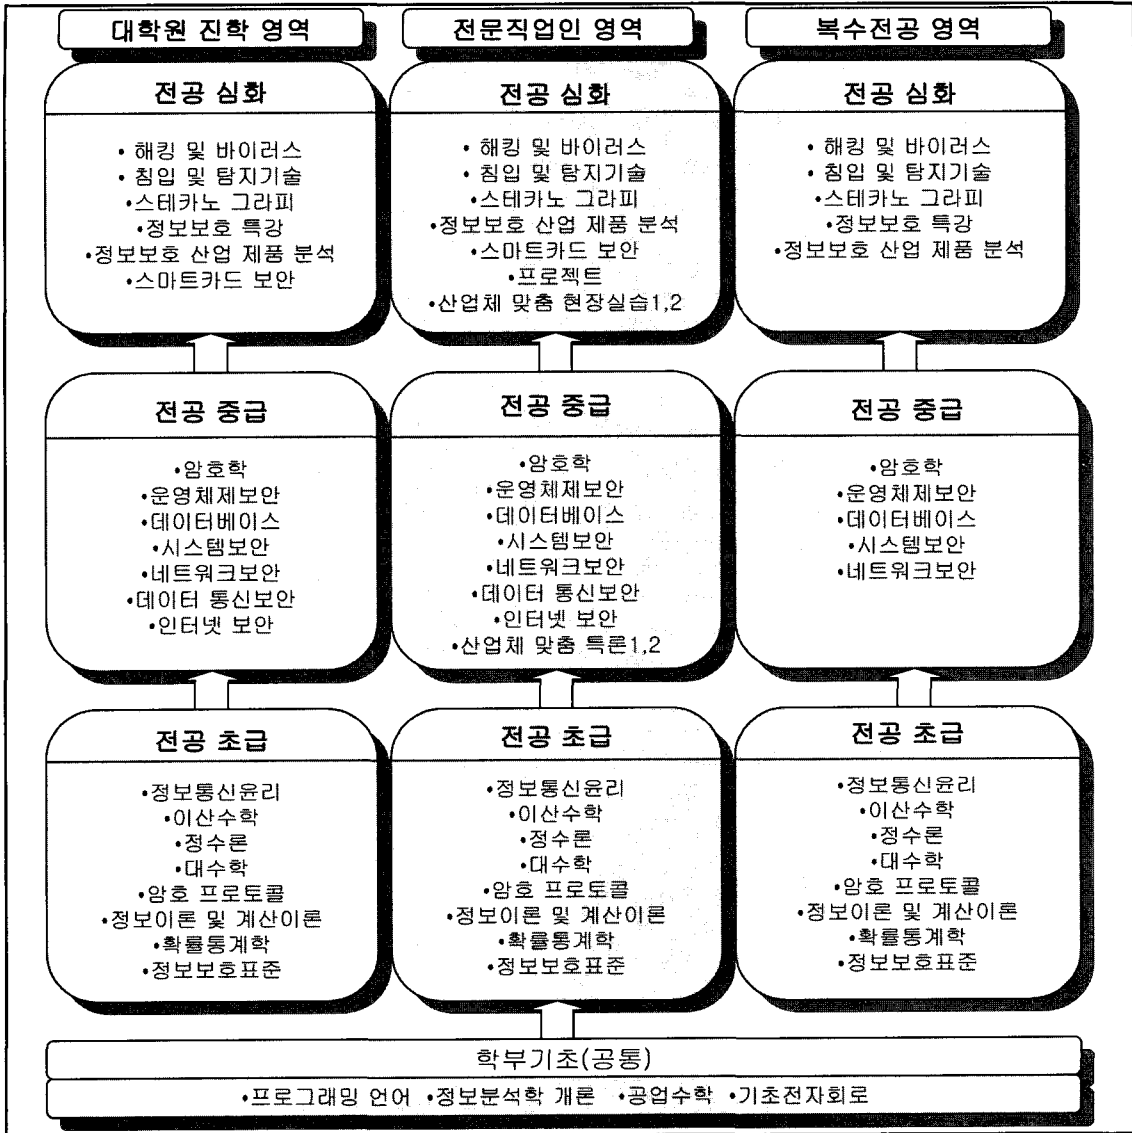 대학원 진학 영역
전공 심화
• 해킹 및 바이러스
• 침입 및 탐지기술
•스테카노 그라피
•정보보호 특강
•정보보호 산업 제품 분석
•스마트카드 보안
전공 중급
•암호학
•운영체제보안
•데이터베이스
•시스템보안
•네트워크보안
•데이터 통신보안
•인터넷 보안
전공 초급
•정보통신윤리
•이산수학
•정수론
•대수학
•암호 프로토콜
•정보이론 및 계산이론
•확률통계학
•정보보호표준
전문직업인 영역
전공 심화
• 해킹 및 바이러스
• 침입 및 탐지기술
•스테카노 그라피
•정보보호 산업 제품 분석
•스마트카드 보안
•프로젝트
•산업체 맞춤 현장실습1,2
전공 중급
•암호학
•운영체제보안
•데이터베이스
•시스템보안
•네트워크보안
•데이터 통신보안
•인터넷 보안
•산업체 맞춤 특론1,2
전공 초급
•정보통신윤리
•이산수학
•정수론
•대수학
•암호 프로토콜
•정보이론 및 계산이론
•확률통계학
•정보보호표준
복수전공 영역
전공 심화
• 해킹 및 바이러스
• 침입 및 탐지기술
•스테카노 그라피
•정보보호 특강
•정보보호 산업 제품 분석
전공 중급
•암호학
•운영체제보안
•데이터베이스
•시스템보안
•네트워크보안
전공 초급
•정보통신윤리
•이산수학
•정수론
•대수학
•암호 프로토콜
•정보이론 및 계산이론
•확률통계학
•정보보호표준
학부기초(공통)
•프로그래밍 언어 •정보분석학 개론 •공업수학 •기초전자회로